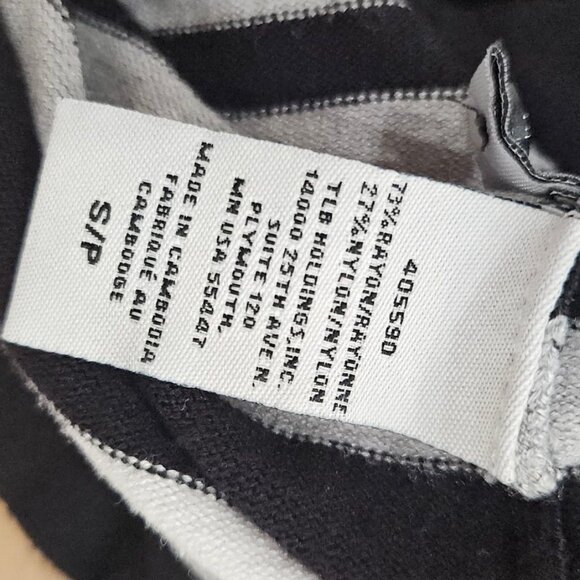 405590
73%RAYON/RAYONNE
27%NYLON/NYLON
TLB HOLDINGS,INC.
14000 25TH AVE N.
SUITE 120
PLYMOUTH,
MN USA 55447
MADE IN CAMBODIA
FABRIQUÉ AU
CAMBODGE
S/P